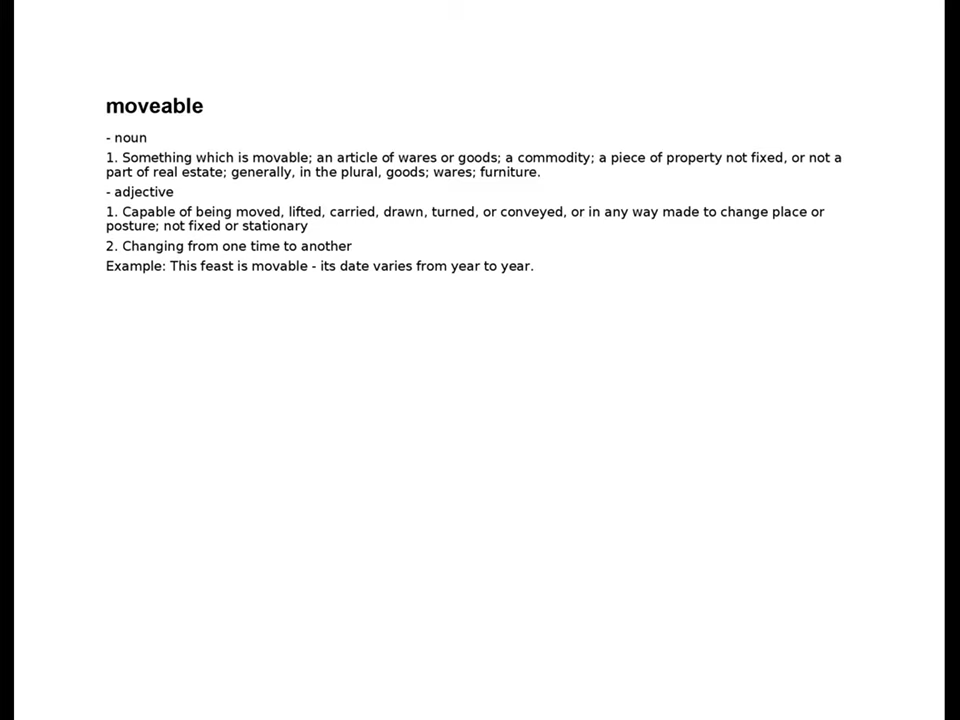 moveable
- noun
1. Something which is movable; an article of wares or goods; a commodity; a piece of property not fixed, or not a
part of real estate; generally, in the plural, goods; wares; furniture.
- adjective
1. Capable of being moved, lifted, carried, drawn, turned, or conveyed, or in any way made to change place or
posture; not fixed or stationary
2. Changing from one time to another
Example: This feast is movable - its date varies from year to year.